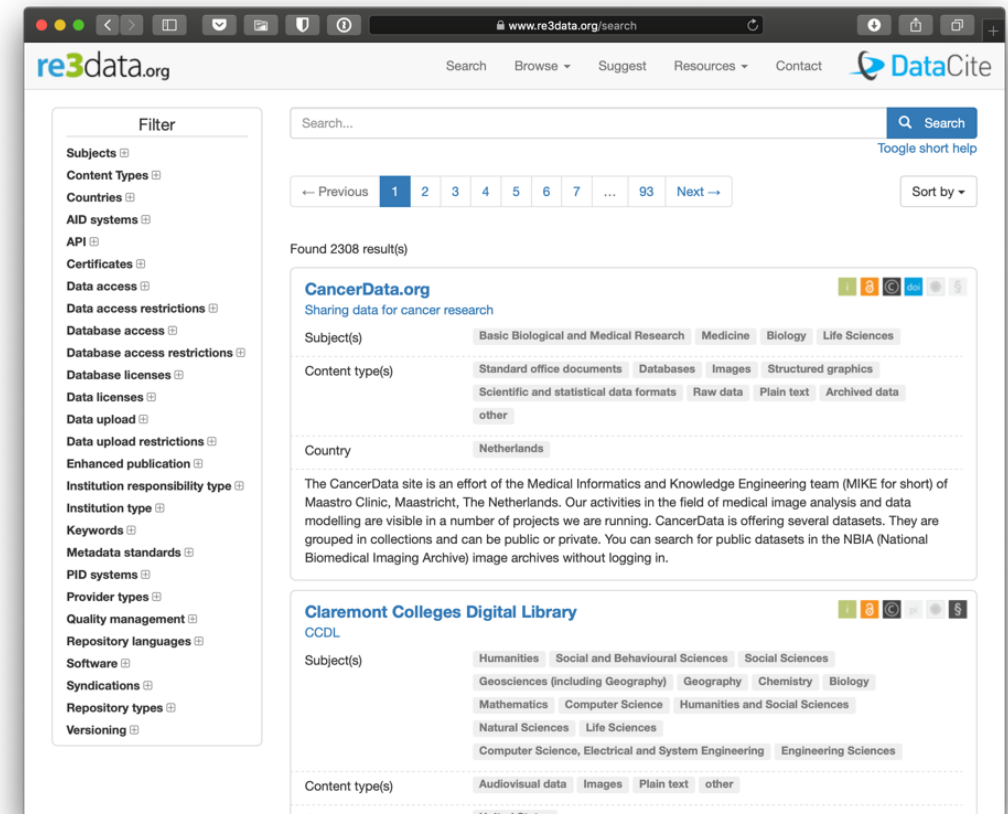 www.re3data.org/search
re3data.org
Search Browse Suggest Resources Contact
DataCite
Filter
Subjects
Content Types
Countries
AID systems
API
Certificates
Data access
Data access restrictions
Database access
Database access restrictions
Database licenses
Data licenses
Data upload
Data upload restrictions
Enhanced publication
Institution responsibility type
Institution type
Keywords
Metadata standards
PID systems
Provider types
Quality management
Repository languages
Software
Syndications
Repository types
Versioning
Search... Search
Toogle short help
← Previous 1 2 3 4 5 6 7 ... 93 Next →
Sort by
Found 2308 result(s)
CancerData.org
i © doi §
Sharing data for cancer research
Subject(s) Basic Biological and Medical Research Medicine Biology Life Sciences
Content type(s) Standard office documents Databases Images Structured graphics
Scientific and statistical data formats Raw data Plain text Archived data
other
Country Netherlands
The CancerData site is an effort of the Medical Informatics and Knowledge Engineering team (MIKE for short) of
Maastro Clinic, Maastricht, The Netherlands. Our activities in the field of medical image analysis and data
modelling are visible in a number of projects we are running. CancerData is offering several datasets. They are
grouped in collections and can be public or private. You can search for public datasets in the NBIA (National
Biomedical Imaging Archive) image archives without logging in.
Claremont Colleges Digital Library
i © pi §
CCDL
Subject(s) Humanities Social and Behavioural Sciences Social Sciences
Geosciences (including Geography) Geography Chemistry Biology
Mathematics Computer Science Humanities and Social Sciences
Natural Sciences Life Sciences
Computer Science, Electrical and System Engineering Engineering Sciences
Content type(s) Audiovisual data Images Plain text other